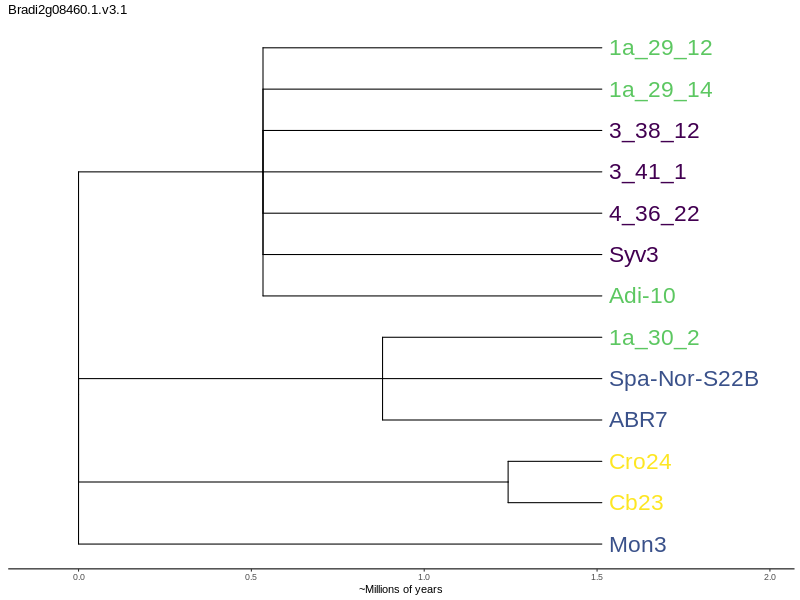 Bradi2g08460.1.v3.1
1a_29_12
1a_29_14
3_38_12
3_41_1
4_36_22
Syv3
Adi-10
1a_30_2
Spa-Nor-S22B
ABR7
Cro24
Cb23
Mon3
0.0 0.5 1.0 1.5 2.0
~Millions of years